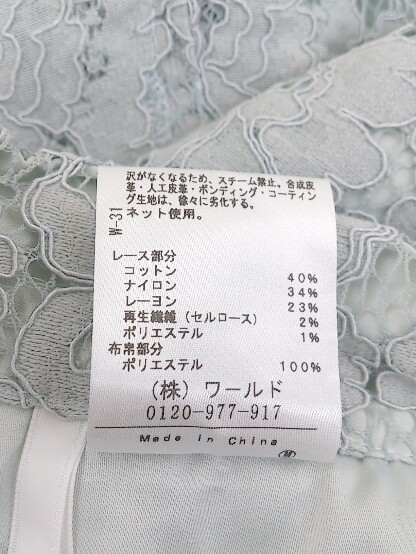 沢がなくなるため、スチーム禁止。合成皮
革・人工皮革・ボンディング・コーティン
グ生地は、徐々に劣化する。
ネット使用。
W-31
レース部分
コットン 40%
ナイロン 34%
レーヨン 23%
再生繊維(セルロース) 2%
ポリエステル 1%
布帛部分
ポリエステル 100%
(株)ワールド
0120-977-917
Made in China